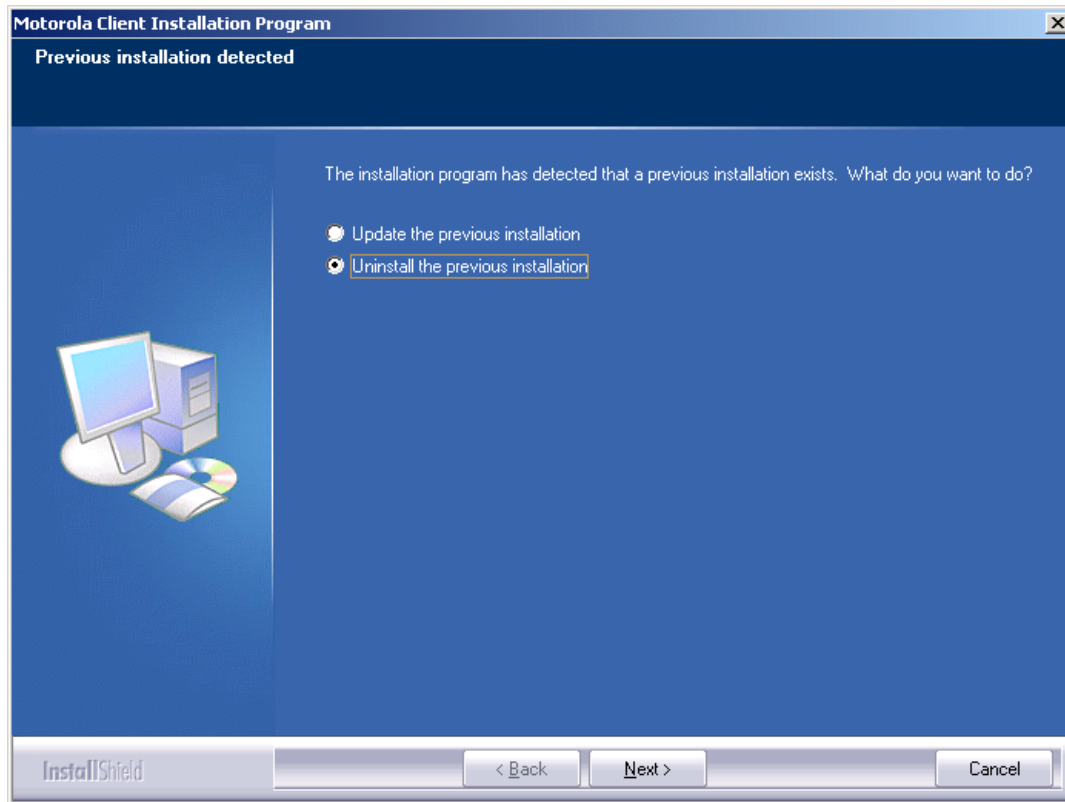 Motorola Client Installation Program
Previous installation detected
The installation program has detected that a previous installation exists.  What do you want to do?
Update the previous installation
Uninstall the previous installation
InstallShield
< Back
Next >
Cancel